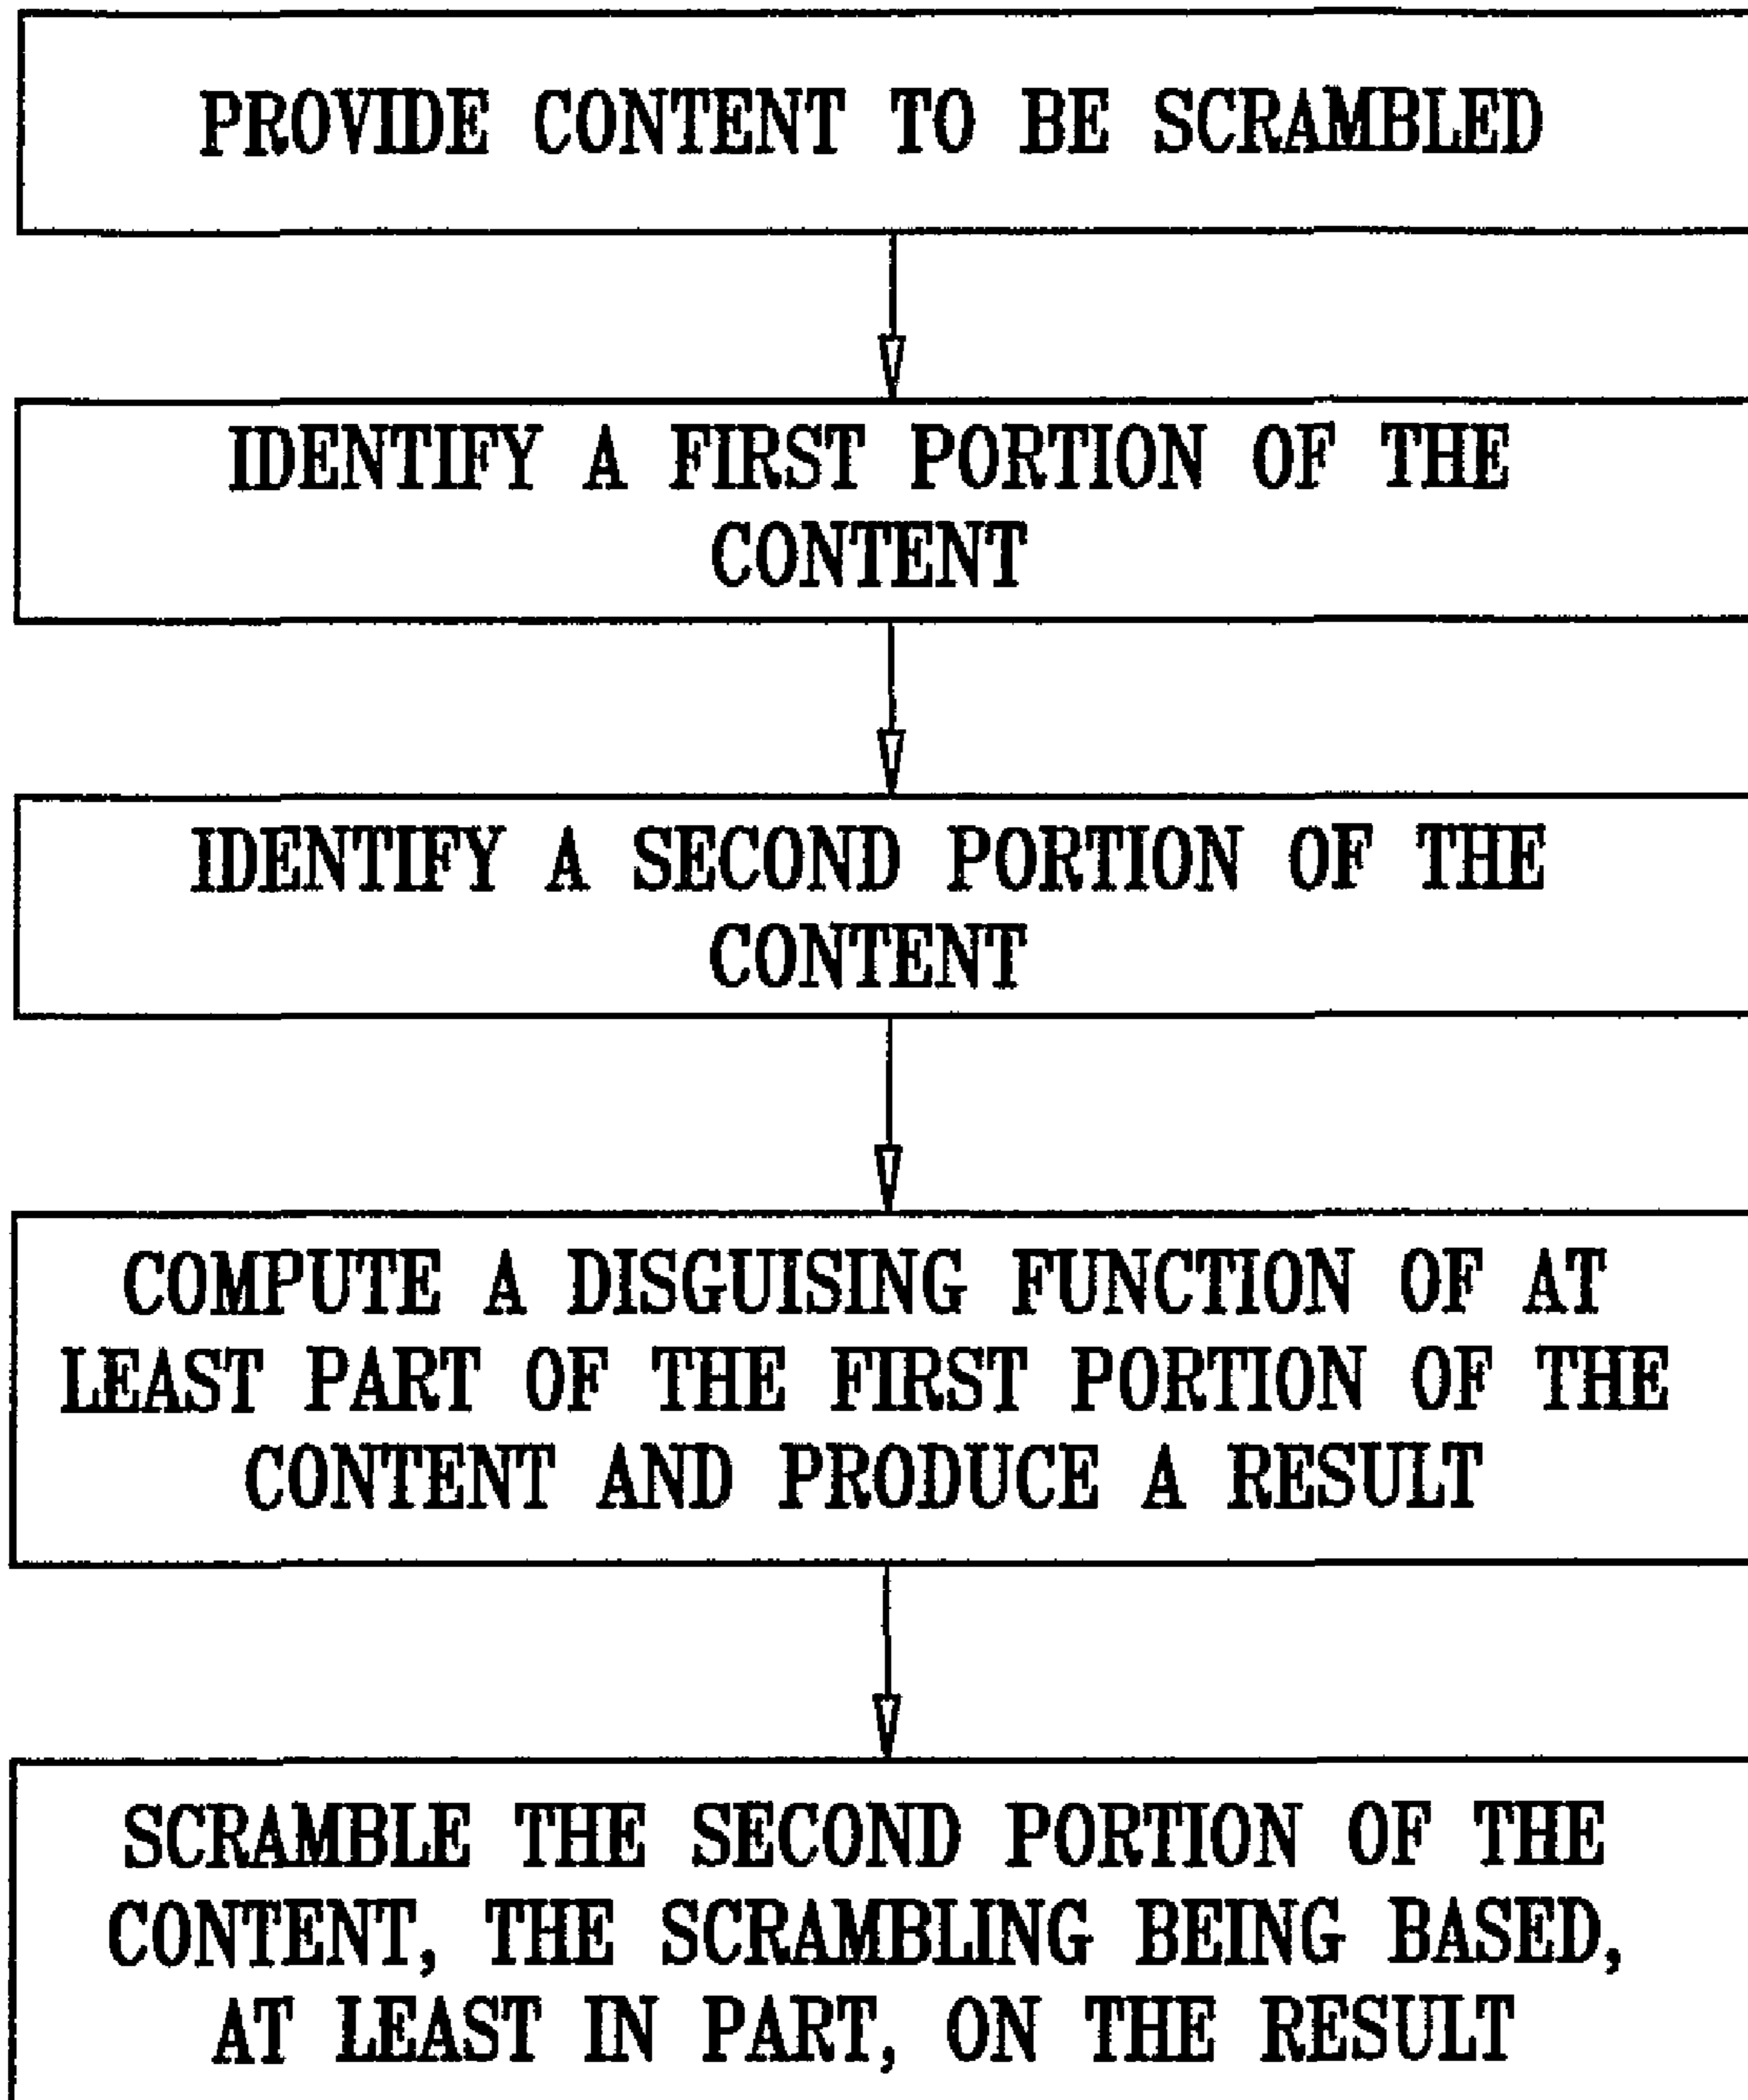 PROVIDE CONTENT TO BE SCRAMBLED
IDENTIFY A FIRST PORTION OF THE
CONTENT
IDENTIFY A SECOND PORTION OF THE
CONTENT
COMPUTE A DISGUISING FUNCTION OF AT
LEAST PART OF THE FIRST PORTION OF THE
CONTENT AND PRODUCE A RESULT
SCRAMBLE THE SECOND PORTION OF THE
CONTENT, THE SCRAMBLING BEING BASED,
AT LEAST IN PART, ON THE RESULT